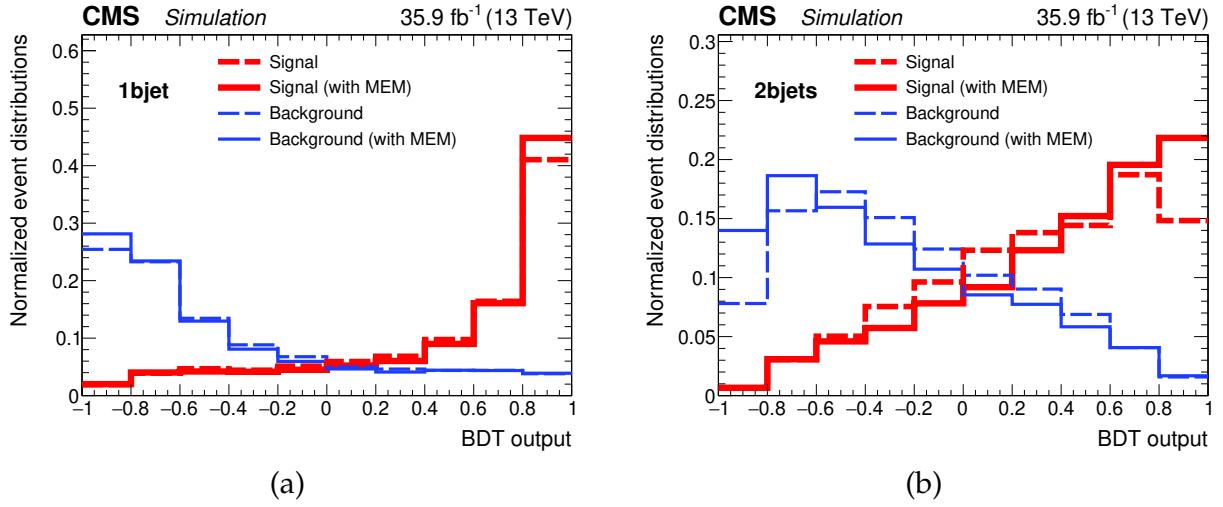 CMS Simulation 35.9 fb⁻¹ (13 TeV)
Normalized event distributions
0.6
0.5
0.4
0.3
0.2
0.1
0
1bjet
Signal
Signal (with MEM)
Background
Background (with MEM)
−1 −0.8 −0.6 −0.4 −0.2 0 0.2 0.4 0.6 0.8 1
BDT output
(a)
CMS Simulation 35.9 fb⁻¹ (13 TeV)
Normalized event distributions
0.3
0.25
0.2
0.15
0.1
0.05
0
2bjets
Signal
Signal (with MEM)
Background
Background (with MEM)
−1 −0.8 −0.6 −0.4 −0.2 0 0.2 0.4 0.6 0.8 1
BDT output
(b)